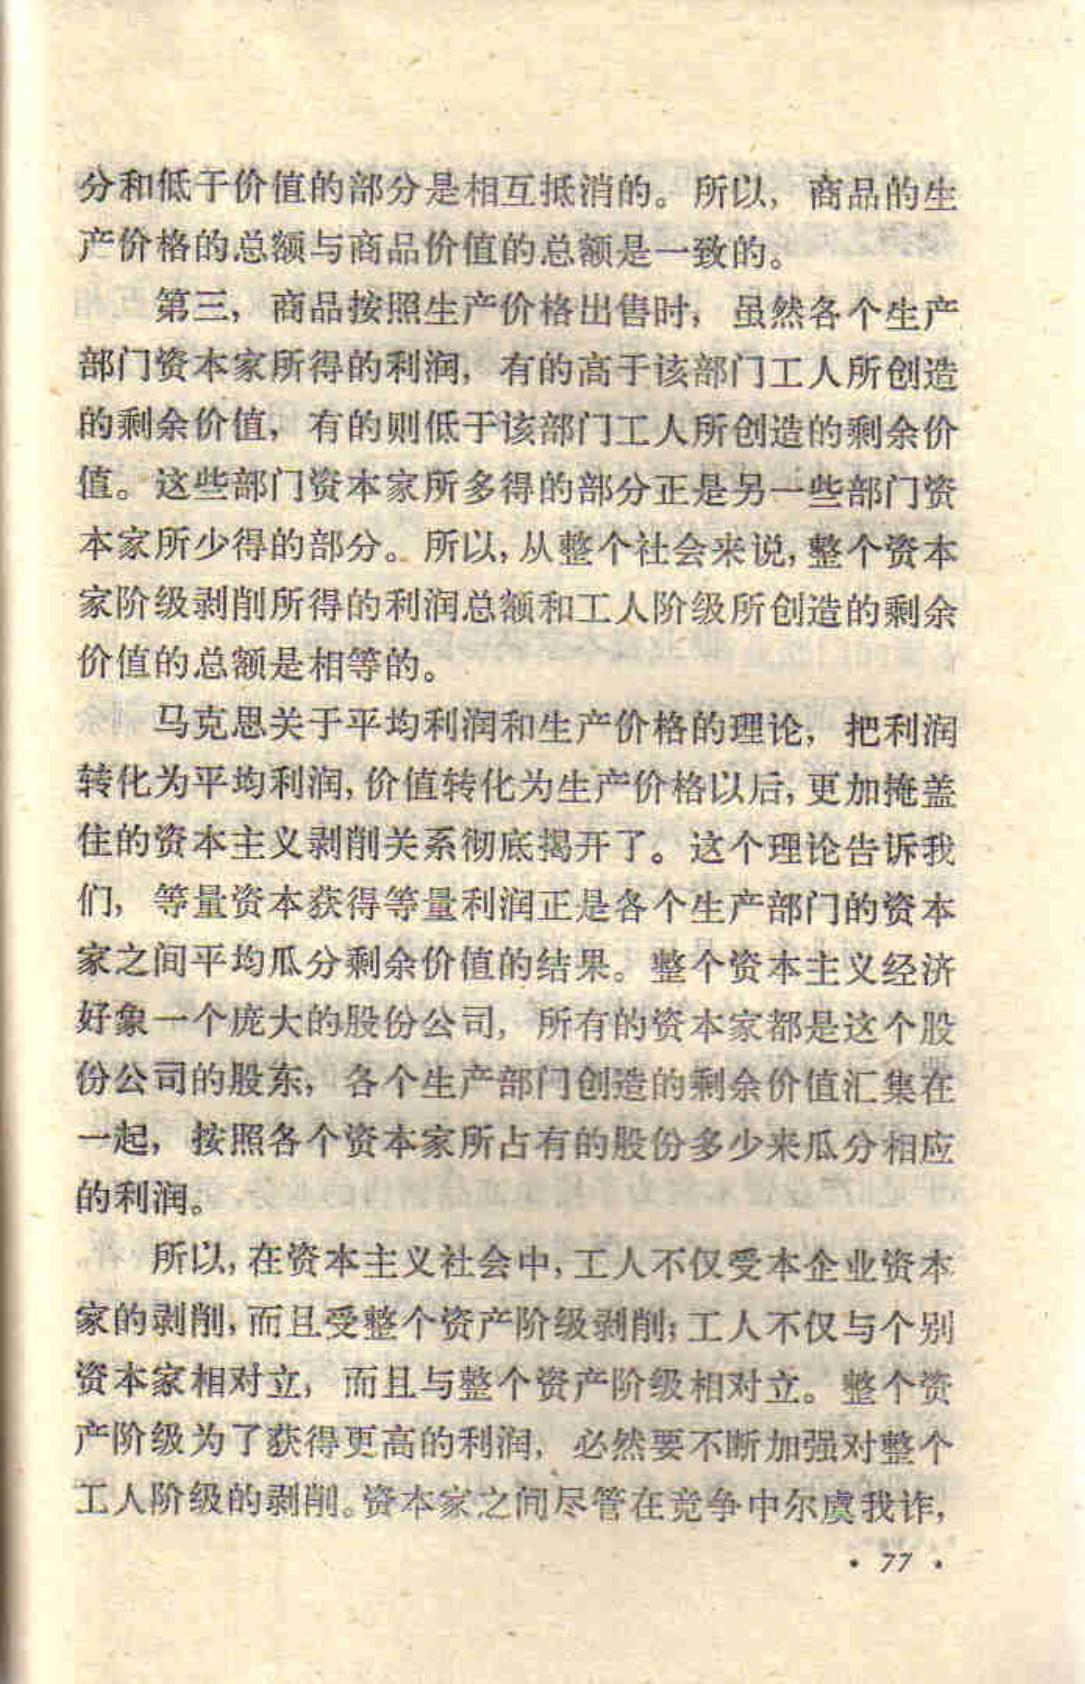 分和低于价值的部分是相互抵消的。所以，商品的生
产价格的总额与商品价值的总额是一致的。
第三，商品按照生产价格出售时，虽然各个生产
部门资本家所得的利润，有的高于该部门工人所创造
的剩余价值，有的则低于该部门工人所创造的剩余价
值。这些部门资本家所多得的部分正是另一些部门资
本家所少得的部分。所以，从整个社会来说，整个资本
家阶级剥削所得的利润总额和工人阶级所创造的剩余
价值的总额是相等的。
马克思关于平均利润和生产价格的理论，把利润
转化为平均利润，价值转化为生产价格以后，更加掩盖
住的资本主义剥削关系彻底揭开了。这个理论告诉我
们，等量资本获得等量利润正是各个生产部门的资本
家之间平均瓜分剩余价值的结果。整个资本主义经济
好象一个庞大的股份公司，所有的资本家都是这个股
份公司的股东，各个生产部门创造的剩余价值汇集在
一起，按照各个资本家所占有的股份多少来瓜分相应
的利润。
所以，在资本主义社会中，工人不仅受本企业资本
家的剥削，而且受整个资产阶级剥削；工人不仅与个别
资本家相对立，而且与整个资产阶级相对立。整个资
产阶级为了获得更高的利润，必然要不断加强对整个
工人阶级的剥削。资本家之间尽管在竞争中尔虞我诈，
· 77 ·